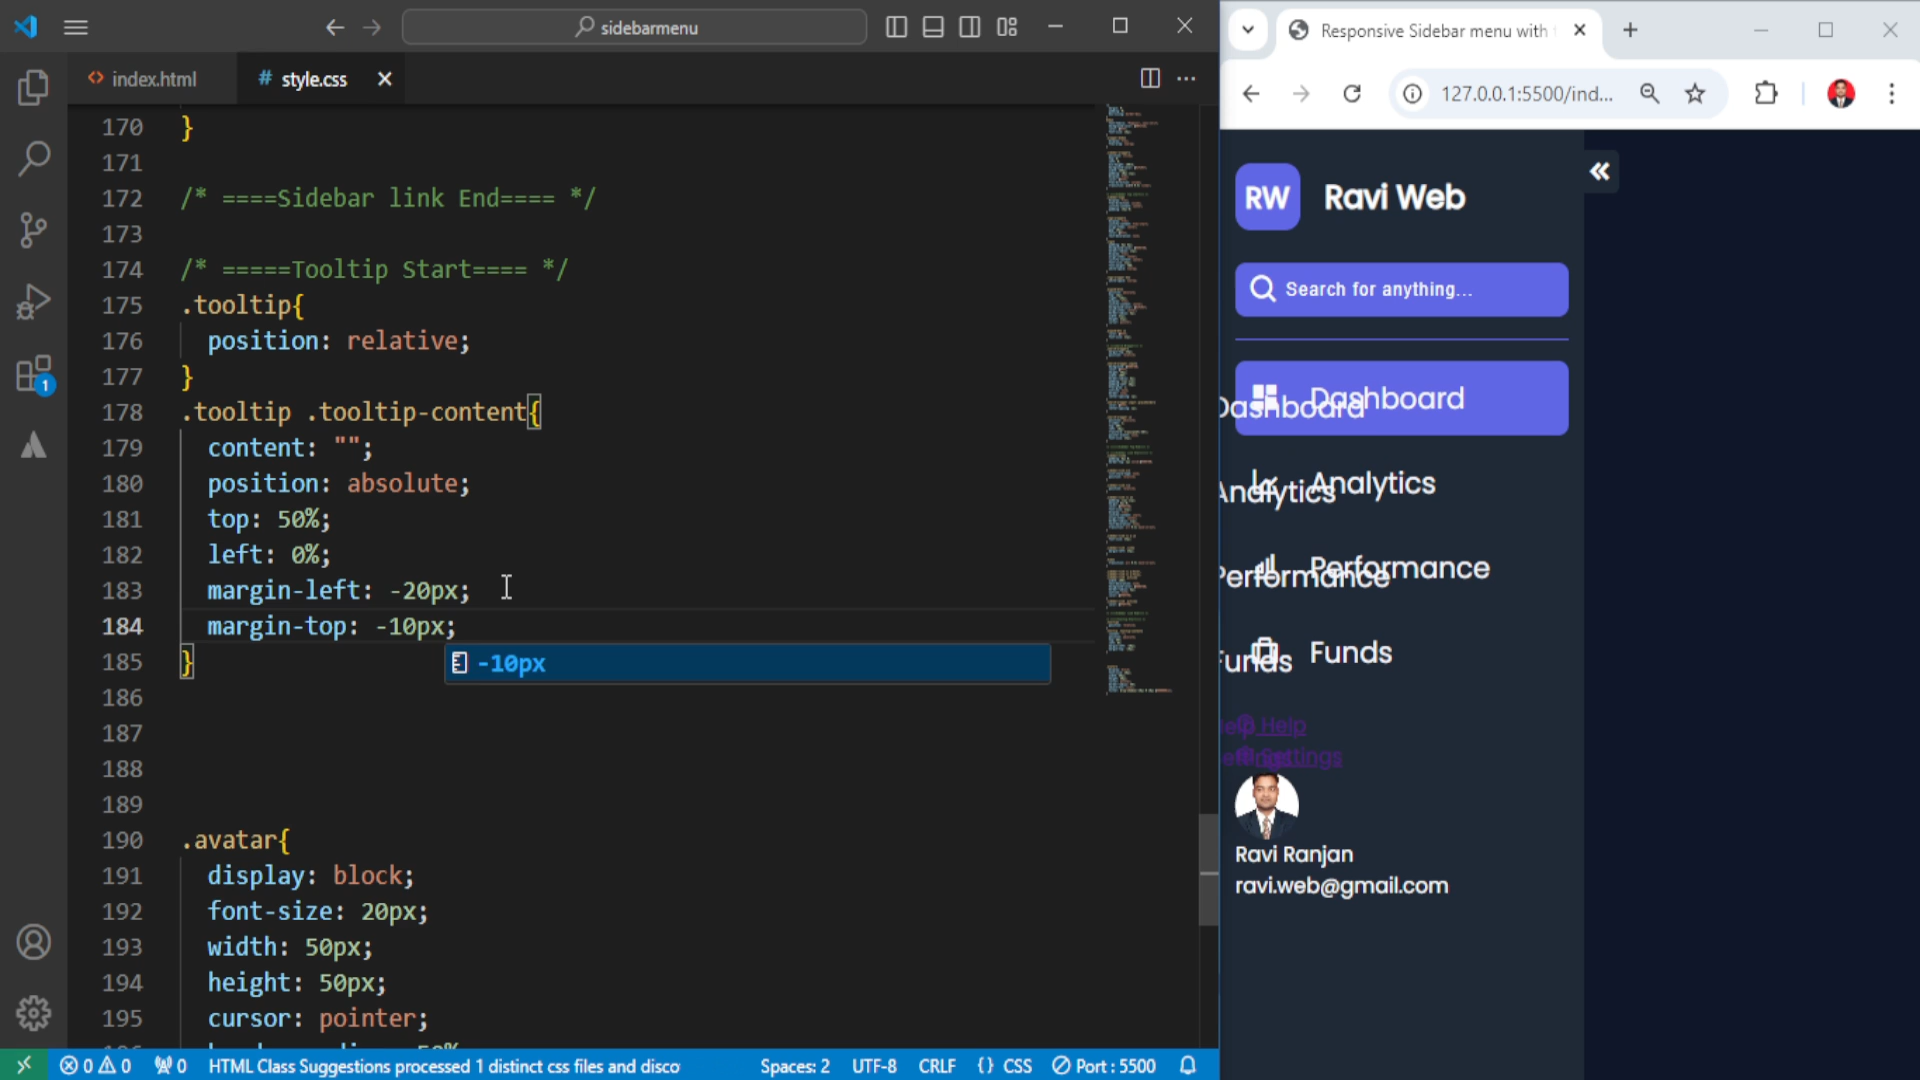 sidebarmenu
index.html
# style.css
170 }
171
172 /* ====Sidebar link End==== */
173
174 /* =====Tooltip Start==== */
175 .tooltip{
176 position: relative;
177 }
178 .tooltip .tooltip-content{
179 content: "";
180 position: absolute;
181 top: 50%;
182 left: 0%;
183 margin-left: -20px;
184 margin-top: -10px;
185 }
-10px
186
187
188
189
190 .avatar{
191 display: block;
192 font-size: 20px;
193 width: 50px;
194 height: 50px;
195 cursor: pointer;
1
0 0 0 HTML Class Suggestions processed 1 distinct css files and disco Spaces: 2 UTF-8 CRLF {} CSS Port : 5500
Responsive Sidebar menu with
127.0.0.1:5500/ind...
RW Ravi Web
Search for anything...
Dashboard
Dashboard
Analytics
Analytics
Performance
Performance
Funds
Funds
Help
Help
Settings
Ravi Ranjan
ravi.web@gmail.com